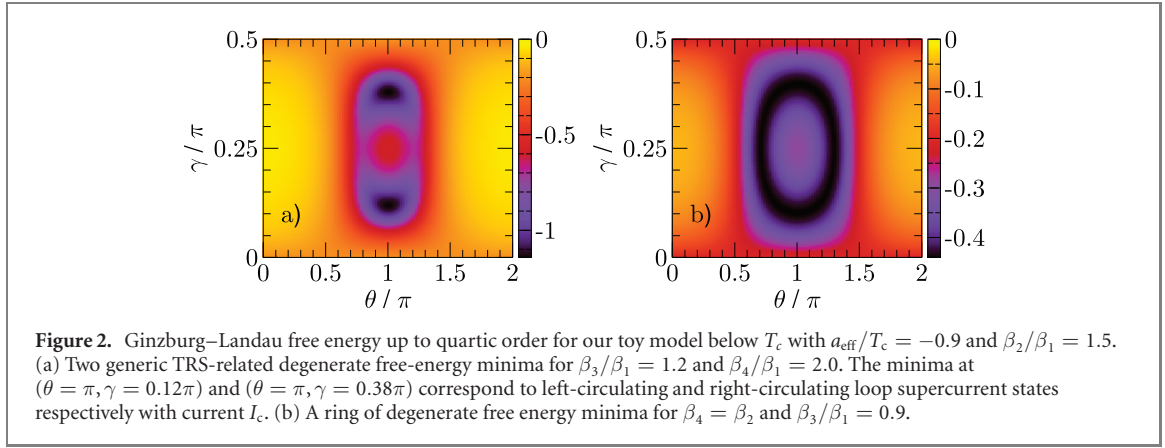 0.5
0.25
0
γ / π
a)
0 0.5 1 1.5 2
θ / π
0
-0.5
-1
0.5
0.25
0
γ / π
b)
0 0.5 1 1.5 2
θ / π
0
-0.1
-0.2
-0.3
-0.4
Figure 2. Ginzburg–Landau free energy up to quartic order for our toy model below T_c with a_eff/T_c = −0.9 and β_2/β_1 = 1.5.
(a) Two generic TRS-related degenerate free-energy minima for β_3/β_1 = 1.2 and β_4/β_1 = 2.0. The minima at
(θ = π, γ = 0.12π) and (θ = π, γ = 0.38π) correspond to left-circulating and right-circulating loop supercurrent states
respectively with current I_c. (b) A ring of degenerate free energy minima for β_4 = β_2 and β_3/β_1 = 0.9.